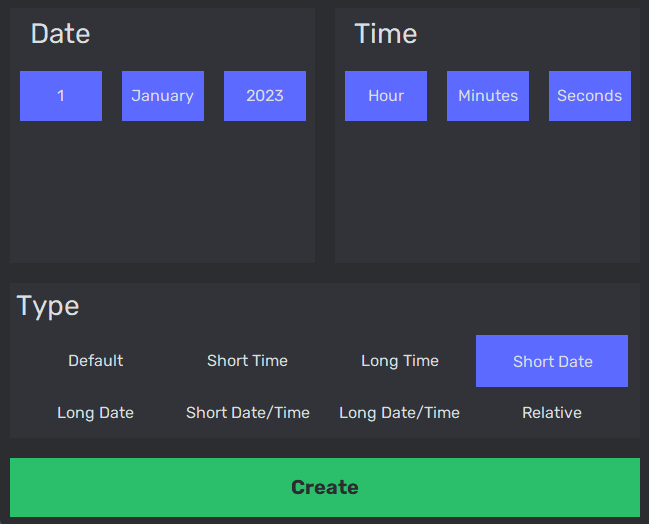 Date
1 January 2023
Time
Hour Minutes Seconds
Type
Default Short Time Long Time Short Date
Long Date Short Date/Time Long Date/Time Relative
Create